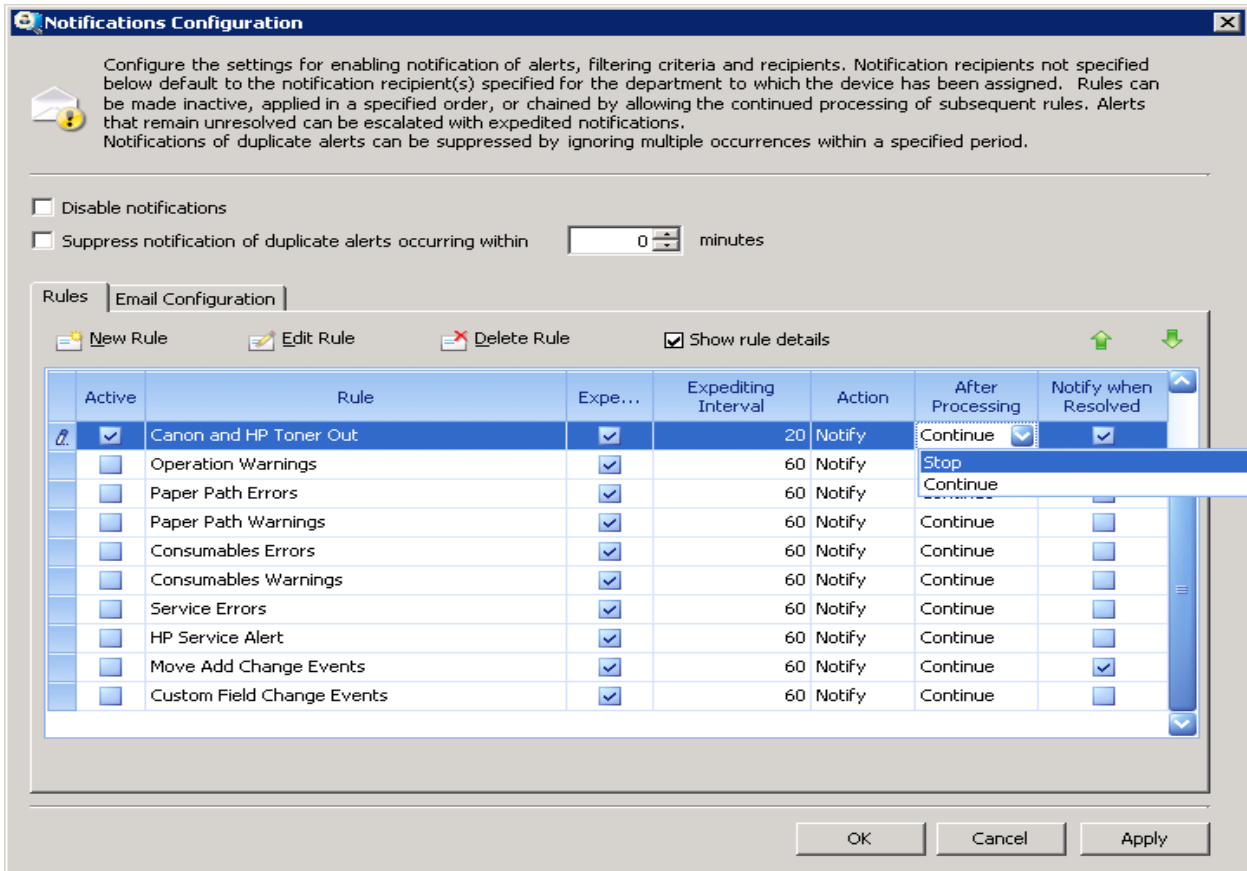 Notifications Configuration
Configure the settings for enabling notification of alerts, filtering criteria and recipients. Notification recipients not specified
below default to the notification recipient(s) specified for the department to which the device has been assigned. Rules can
be made inactive, applied in a specified order, or chained by allowing the continued processing of subsequent rules. Alerts
that remain unresolved can be escalated with expedited notifications.
Notifications of duplicate alerts can be suppressed by ignoring multiple occurrences within a specified period.
Disable notifications
Suppress notification of duplicate alerts occurring within 0 minutes
Rules Email Configuration
New Rule Edit Rule Delete Rule Show rule details
Active Rule Expe... Expediting Interval Action After Processing Notify when Resolved
Canon and HP Toner Out 20 Notify Continue
Operation Warnings 60 Notify Stop
Paper Path Errors 60 Notify Continue
Paper Path Warnings 60 Notify Continue
Consumables Errors 60 Notify Continue
Consumables Warnings 60 Notify Continue
Service Errors 60 Notify Continue
HP Service Alert 60 Notify Continue
Move Add Change Events 60 Notify Continue
Custom Field Change Events 60 Notify Continue
OK Cancel Apply